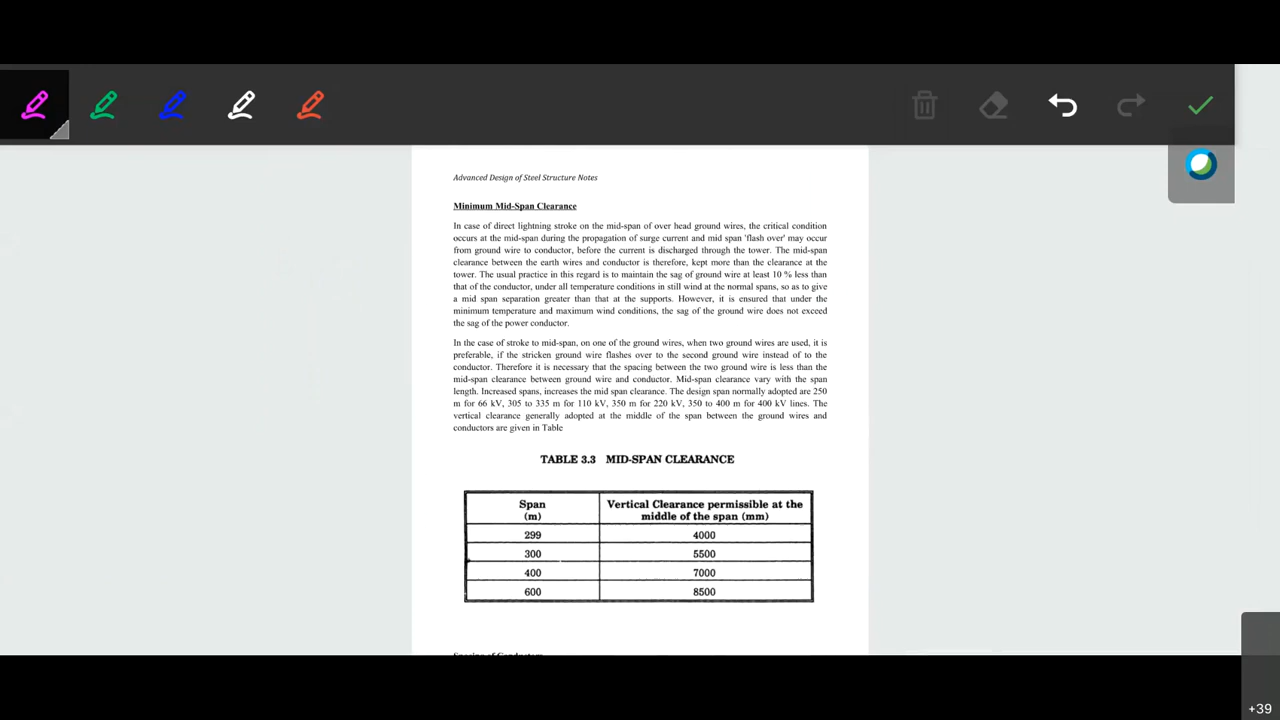 Advanced Design of Steel Structure Notes
Minimum Mid-Span Clearance
In case of direct lightning stroke on the mid-span of over head ground wires, the critical condition
occurs at the mid-span during the propagation of surge current and mid span 'flash over' may occur
from ground wire to conductor, before the current is discharged through the tower. The mid-span
clearance between the earth wires and conductor is therefore, kept more than the clearance at the
tower. The usual practice in this regard is to maintain the sag of ground wire at least 10 % less than
that of the conductor, under all temperature conditions in still wind at the normal spans, so as to give
a mid span separation greater than that at the supports. However, it is ensured that under the
minimum temperature and maximum wind conditions, the sag of the ground wire does not exceed
the sag of the power conductor.
In the case of stroke to mid-span, on one of the ground wires, when two ground wires are used, it is
preferable, if the stricken ground wire flashes over to the second ground wire instead of to the
conductor. Therefore it is necessary that the spacing between the two ground wire is less than the
mid-span clearance between ground wire and conductor. Mid-span clearance vary with the span
length. Increased spans, increases the mid span clearance. The design span normally adopted are 250
m for 66 kV, 305 to 335 m for 110 kV, 350 m for 220 kV, 350 to 400 m for 400 kV lines. The
vertical clearance generally adopted at the middle of the span between the ground wires and
conductors are given in Table
TABLE 3.3 MID-SPAN CLEARANCE
Span (m) Vertical Clearance permissible at the middle of the span (mm)
299 4000
300 5500
400 7000
600 8500
Spacing of Conductors
+39